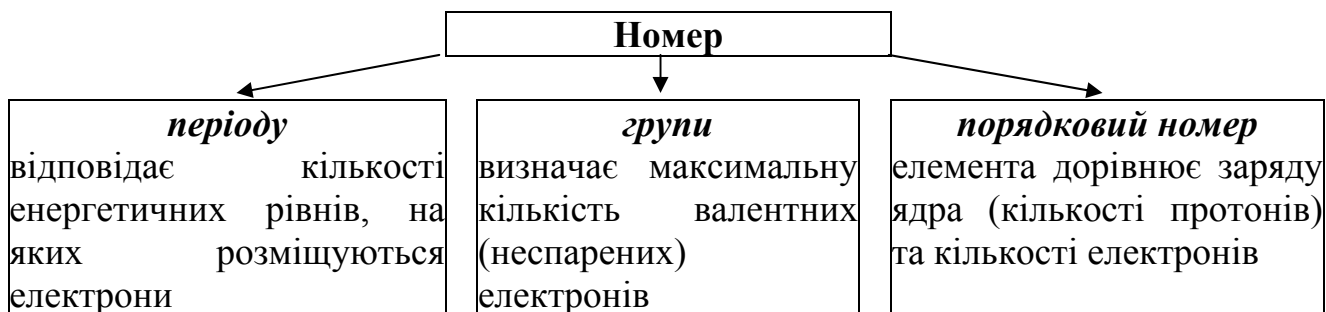 Номер
періоду
відповідає кількості
енергетичних рівнів, на
яких розміщуються
електрони
групи
визначає максимальну
кількість валентних
(неспарених)
електронів
порядковий номер
елемента дорівнює заряду
ядра (кількості протонів)
та кількості електронів